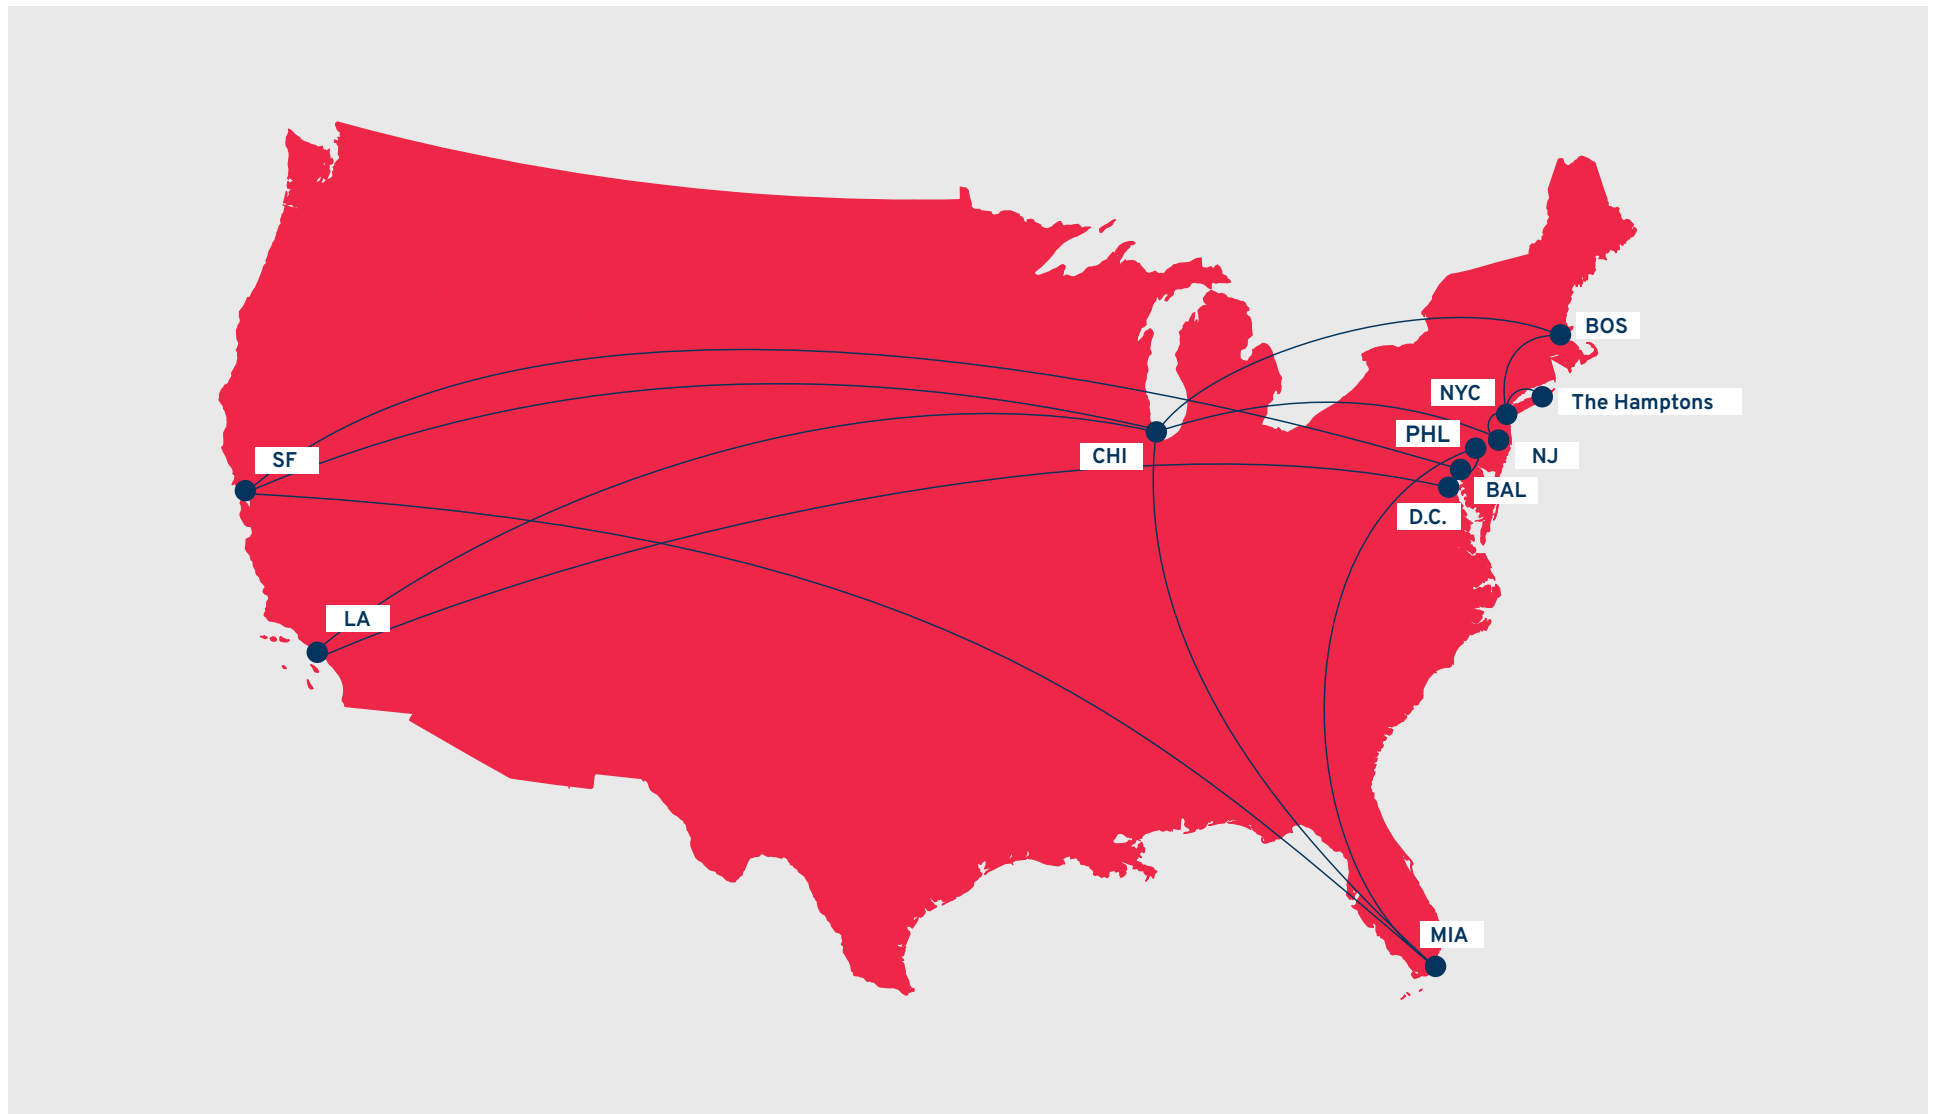 BOS
NYC
The Hamptons
PHL
CHI
NJ
SF
BAL
D.C.
LA
MIA